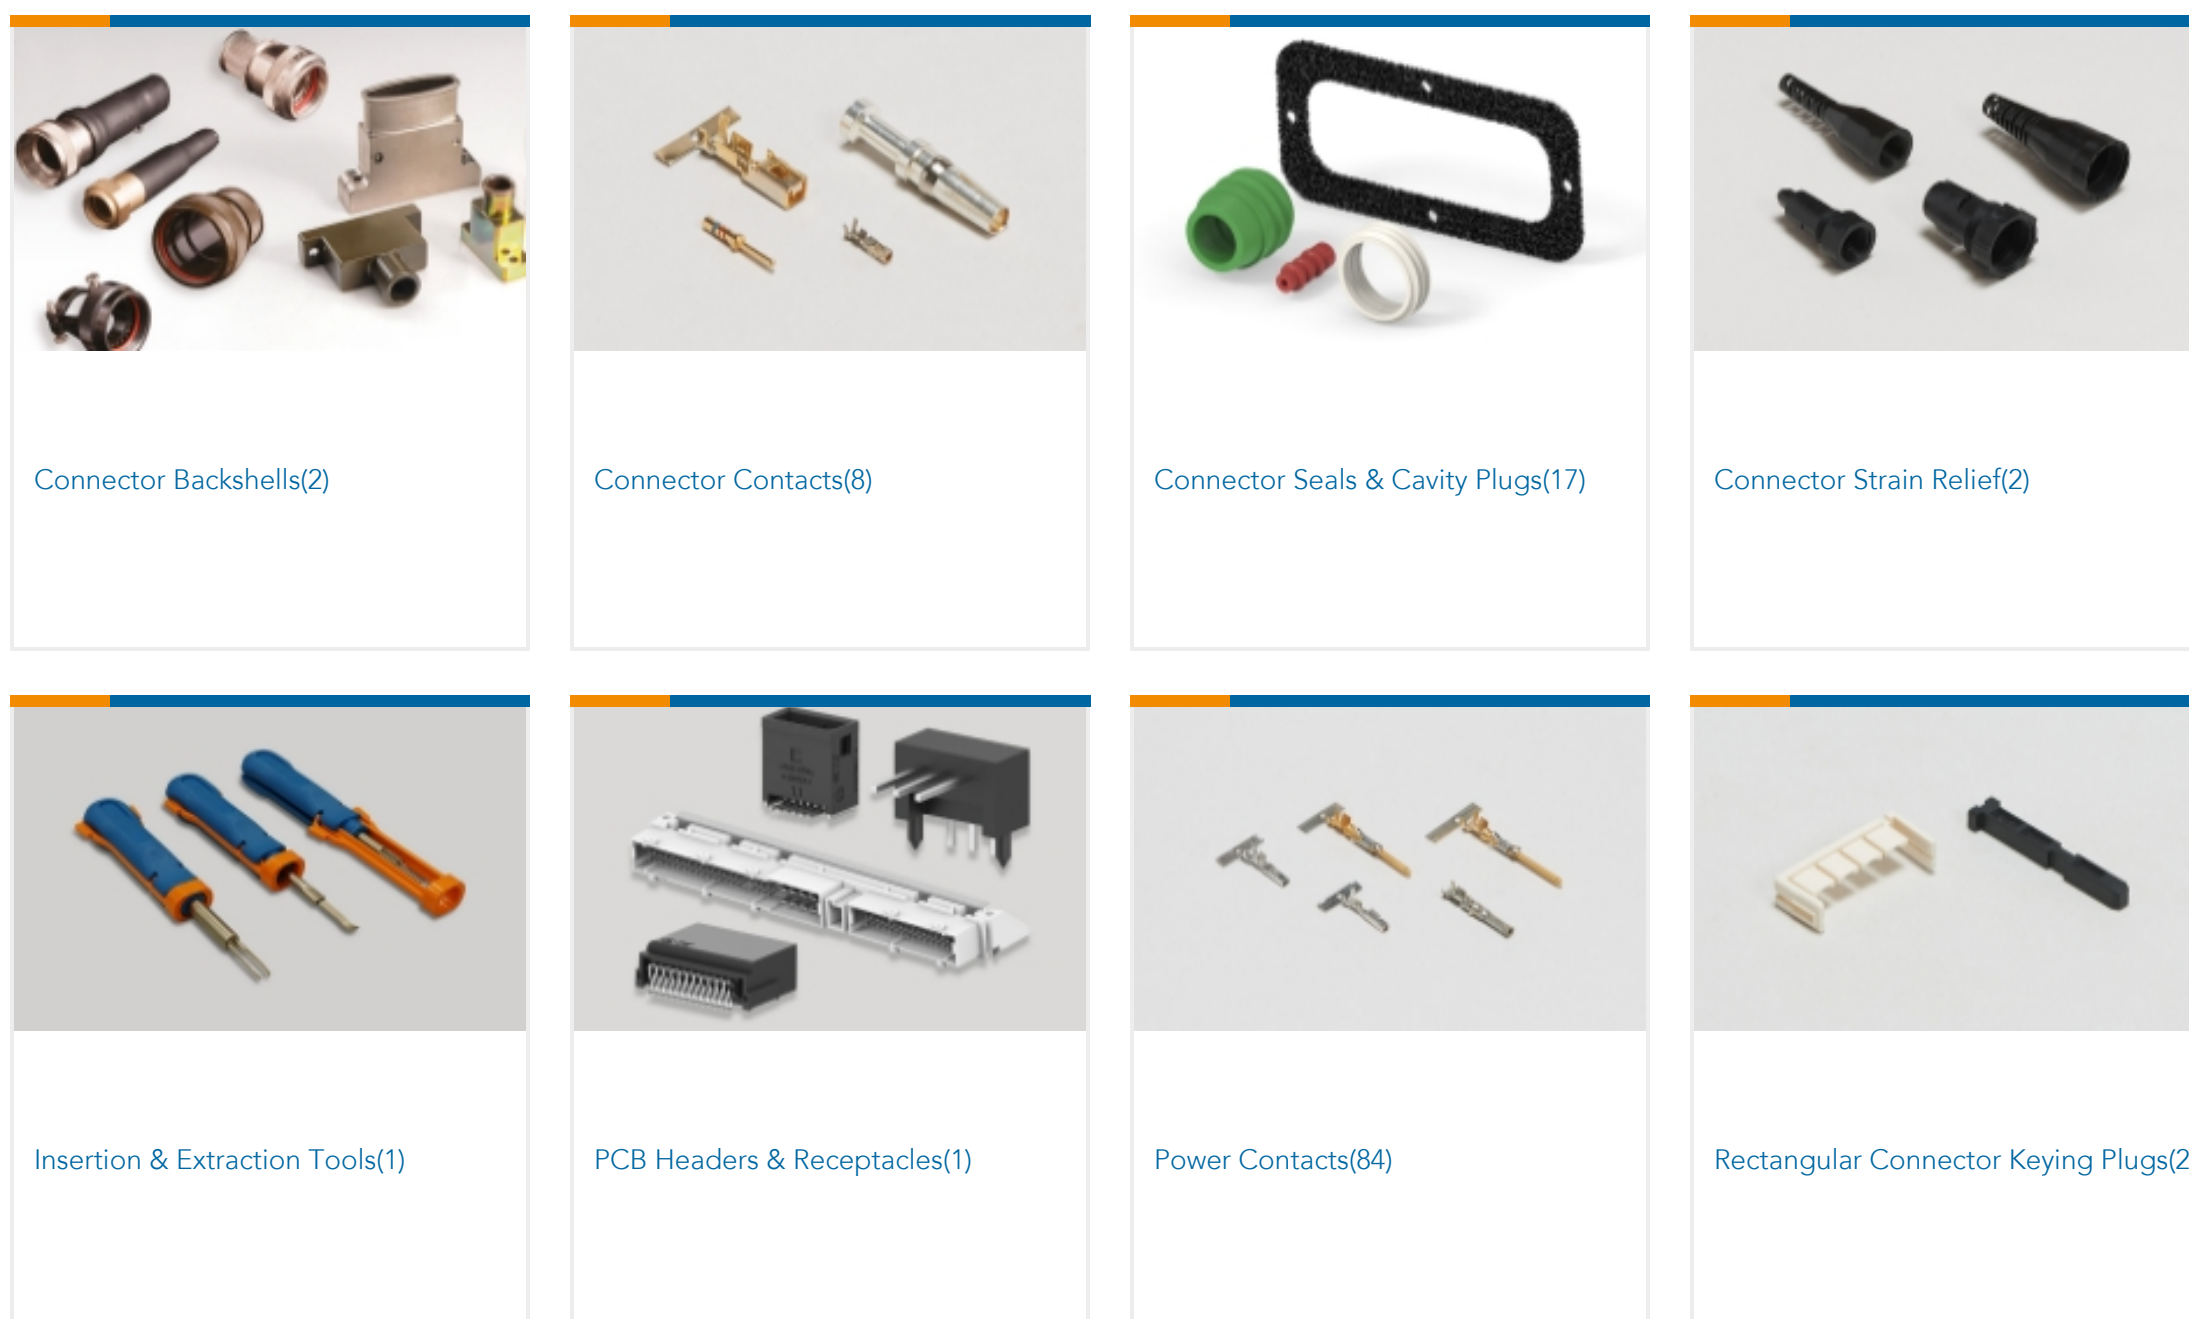 Connector Backshells(2)
Connector Contacts(8)
Connector Seals & Cavity Plugs(17)
Connector Strain Relief(2)
Insertion & Extraction Tools(1)
PCB Headers & Receptacles(1)
Power Contacts(84)
Rectangular Connector Keying Plugs(2